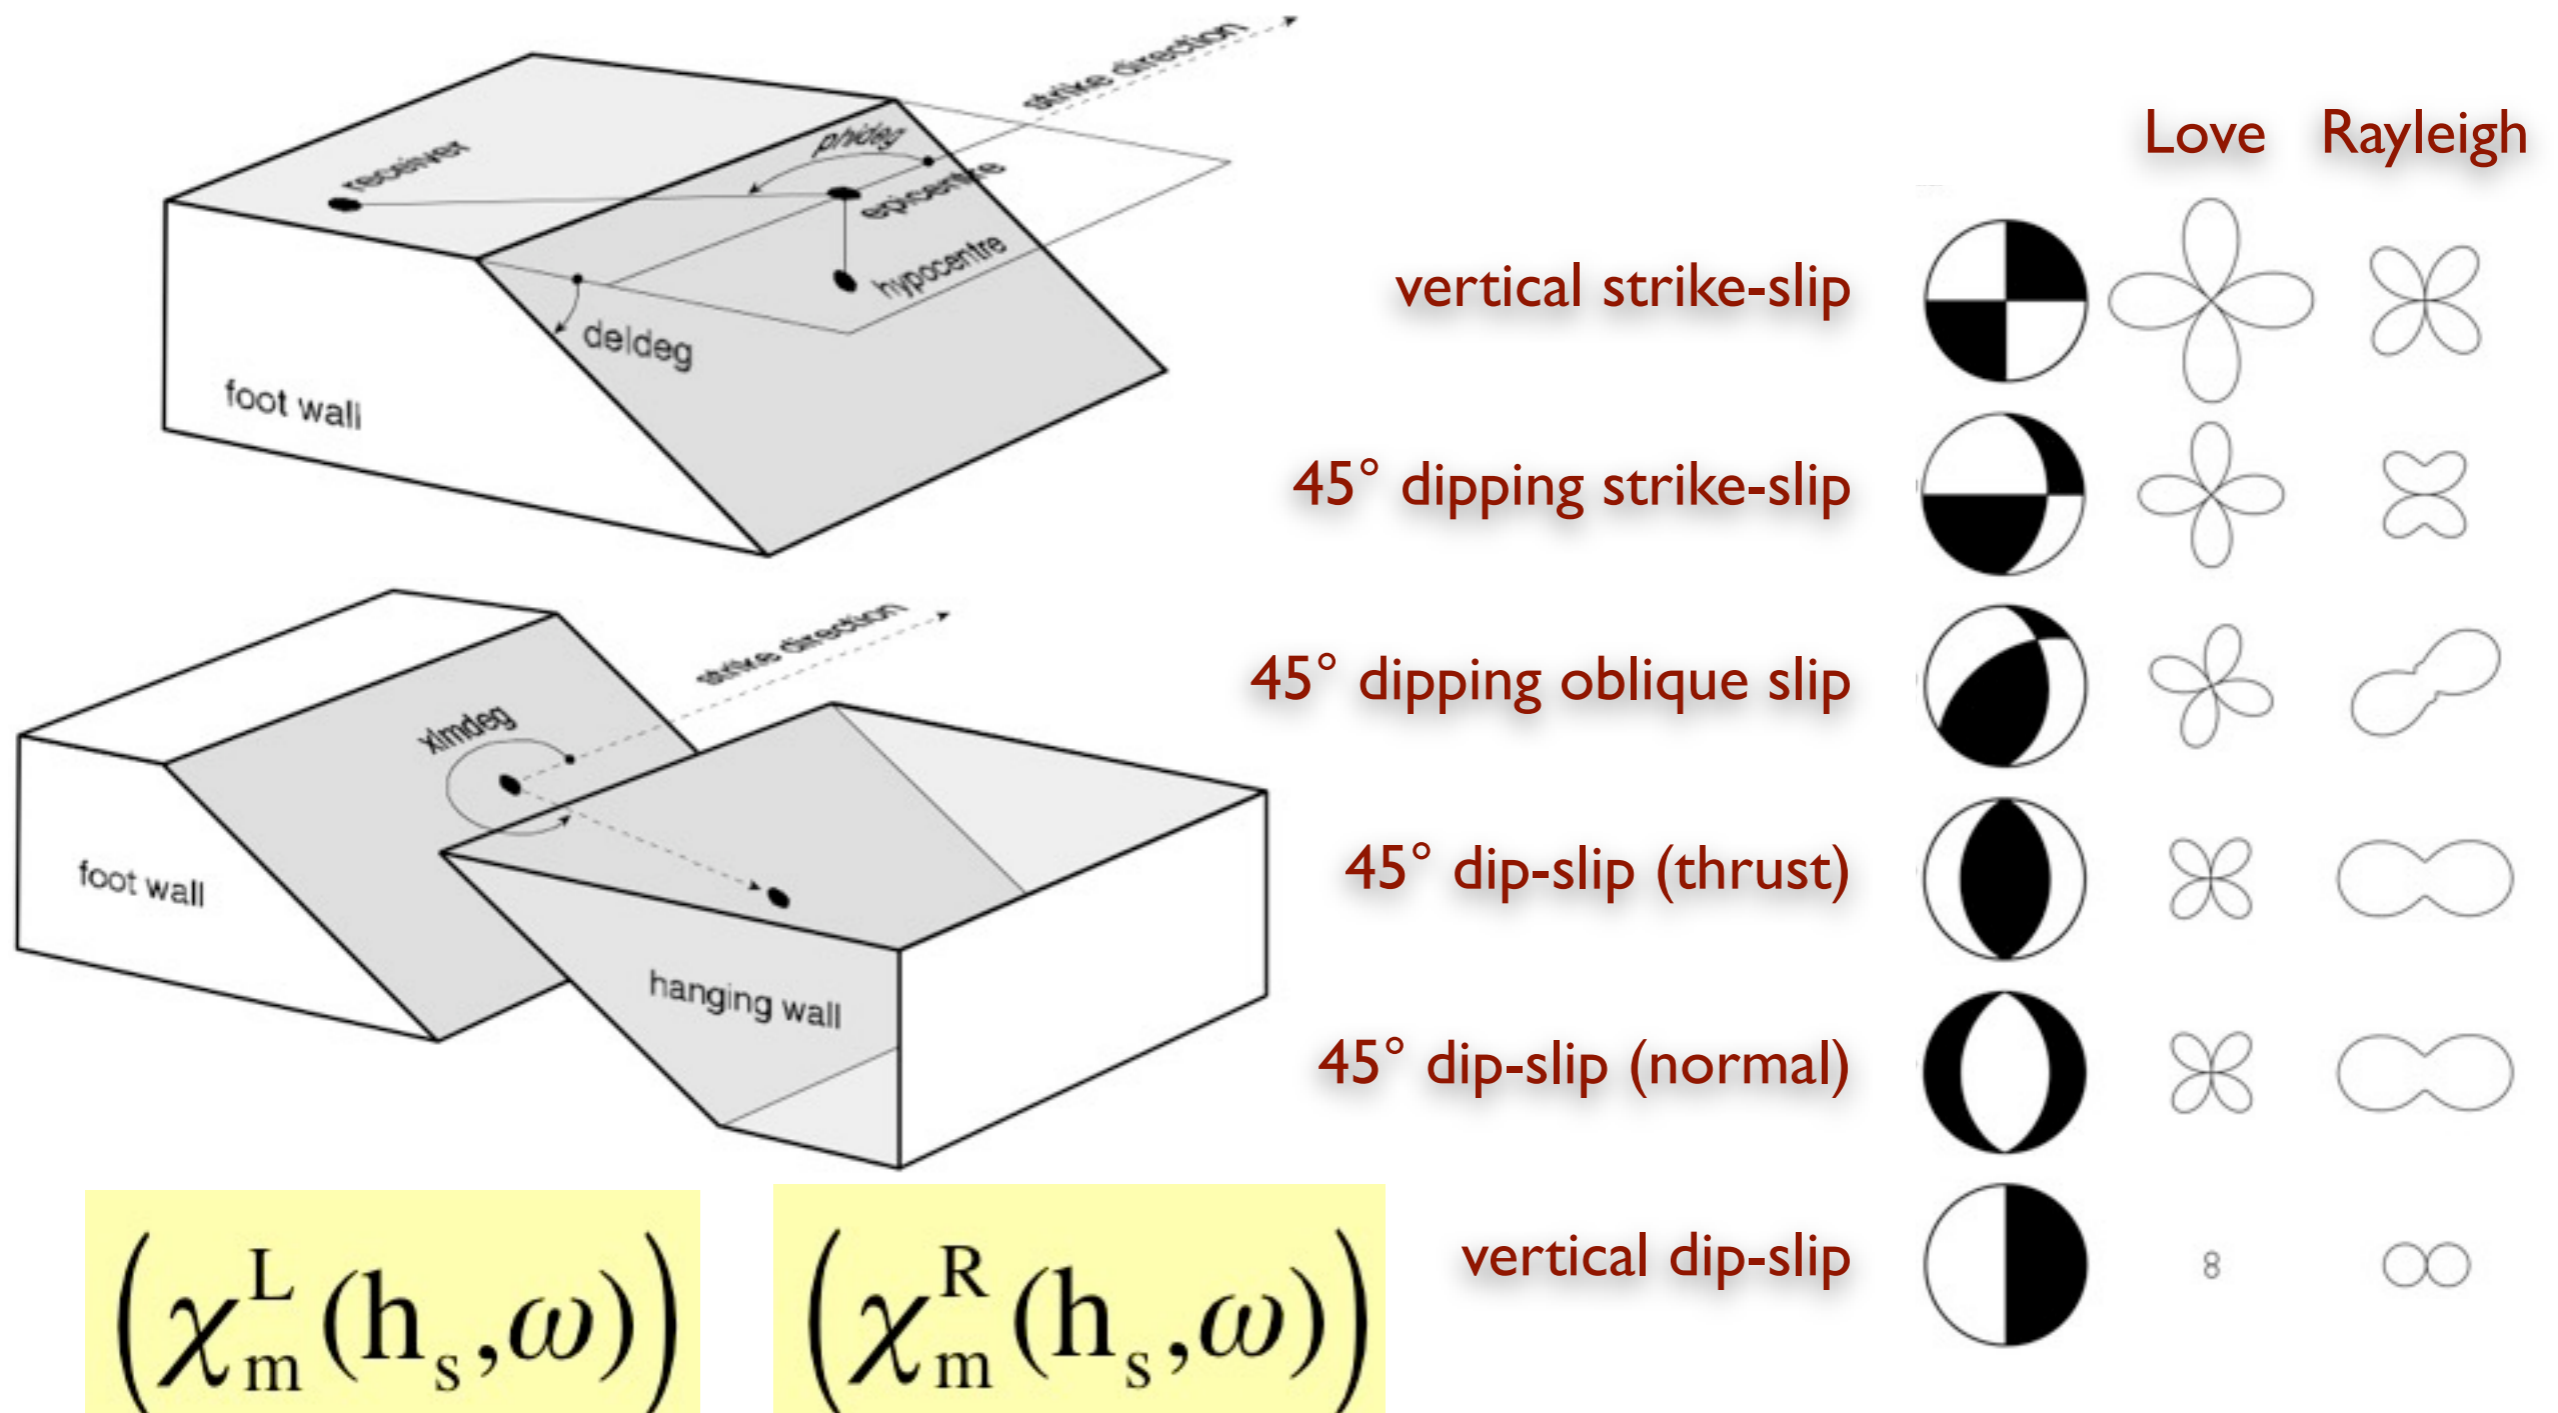 strike direction
phideg
receiver
epicentre
hypocentre
deldeg
foot wall
strike direction
xlmdeg
foot wall
hanging wall
(χ_m^L (h_s,ω))
(χ_m^R (h_s,ω))
Love Rayleigh
vertical strike-slip
45° dipping strike-slip
45° dipping oblique slip
45° dip-slip (thrust)
45° dip-slip (normal)
vertical dip-slip